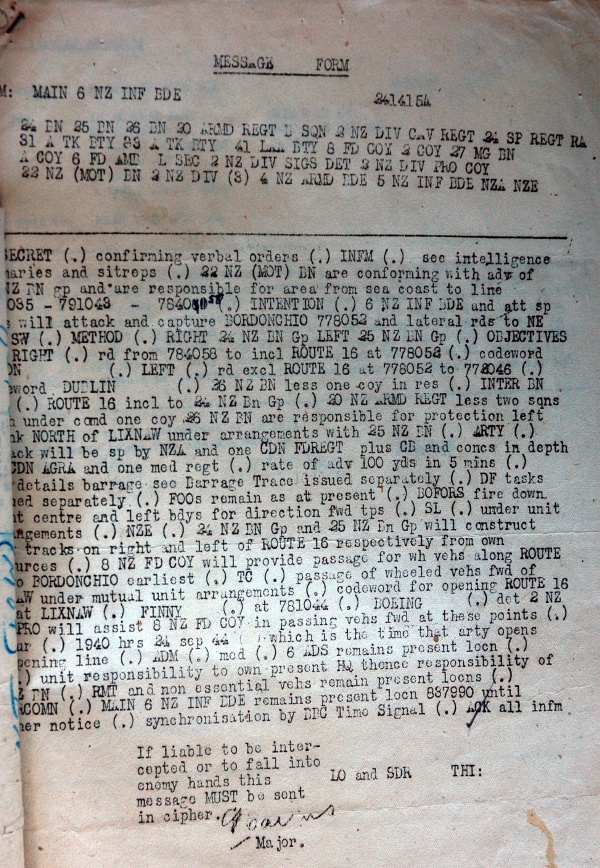 MESSAGE FORM
M: MAIN 6 NZ INF BDE 241415A
24 BN 25 BN 26 BN 20 ARMD REGT L SQN 2 NZ DIV CAV REGT 24 SP REGT RA
31 A TK BTY 33 A TK BTY 41 LAA BTY 8 FD COY 2 COY 27 MG BN
A COY 6 FD AMB L SEC 2 NZ DIV SIGS DET 2 NZ DIV PRO COY
22 NZ (MOT) BN 2 NZ DIV (3) 4 NZ ARMD BDE 5 NZ INF BDE NZA NZE
SECRET (.) confirming verbal orders (.) INFM (.) see intelligence
maries and sitreps (.) 22 NZ (MOT) BN are conforming with adv of
NZ BN gp and are responsible for area from sea coast to line
035 - 791043 - (.) INTENTION (.) 6 NZ INF BDE and att sp
s will attack and capture BORDONCHIO 778052 and lateral rds to NE
SW (.) METHOD (.) RIGHT 24 NZ BN Gp LEFT 25 NZ BN Gp (.) OBJECTIVES
RIGHT (.) rd from 784058 to incl ROUTE 16 at 778052 (.) codeword
ON (.) LEFT (.) rd excl ROUTE 16 at 778052 to 772046 (.)
eword DUBLIN (.) 26 NZ BN less one coy in res (.) INTER BN
(.) ROUTE 16 incl to 24 NZ Bn Gp (.) 20 NZ ARMD REGT less two sqns
h under comd one coy 26 NZ BN are responsible for protection left
nk NORTH of LIXNAW under arrangements with 25 NZ BN (.) ARTY (.)
ack will be sp by NZA and one CDN FDREGT plus CB and concs in depth
CDN AGRA and one med regt (.) rate of adv 100 yds in 5 mins (.)
details barrage see Barrage Trace issued separately (.) DF tasks
ued separately (.) FOOs remain as at present (.) BOFORS fire down
nt centre and left bdys for direction fwd tps (.) SL (.) under unit
ngements (.) NZE (.) 24 NZ BN Gp and 25 NZ Bn Gp will construct
tracks on right and left of ROUTE 16 respectively from own
urces (.) 8 NZ FD COY will provide passage for wh vehs along ROUTE
o BORDONCHIO earliest (.) TC (.) passage of wheeled vehs fwd of
AW under mutual unit arrangements (.) codeword for opening ROUTE 16
at LIXNAW (.) FINNY (.) at 781044 (.) BOEING (.) det 2 NZ
PRO will assist 8 NZ FD COY in passing vehs fwd at these points (.)
ur (.) 1940 hrs 24 sep 44 (.) which is the time that arty opens
pening line (.) ADM (.) med (.) 6 ADS remains present locn (.)
(.) unit responsibility to own present HQ thence responsibility of
Z BN (.) RMT and non essential vehs remain present locns (.)
RCOMN (.) MAIN 6 NZ INF BDE remains present locn 837990 until
her notice (.) synchronisation by BBC Time Signal (.) ACK all infm
If liable to be inter-
cepted or to fall into
enemy hands this LO and SDR THI:
message MUST be sent
in cipher.
Major.